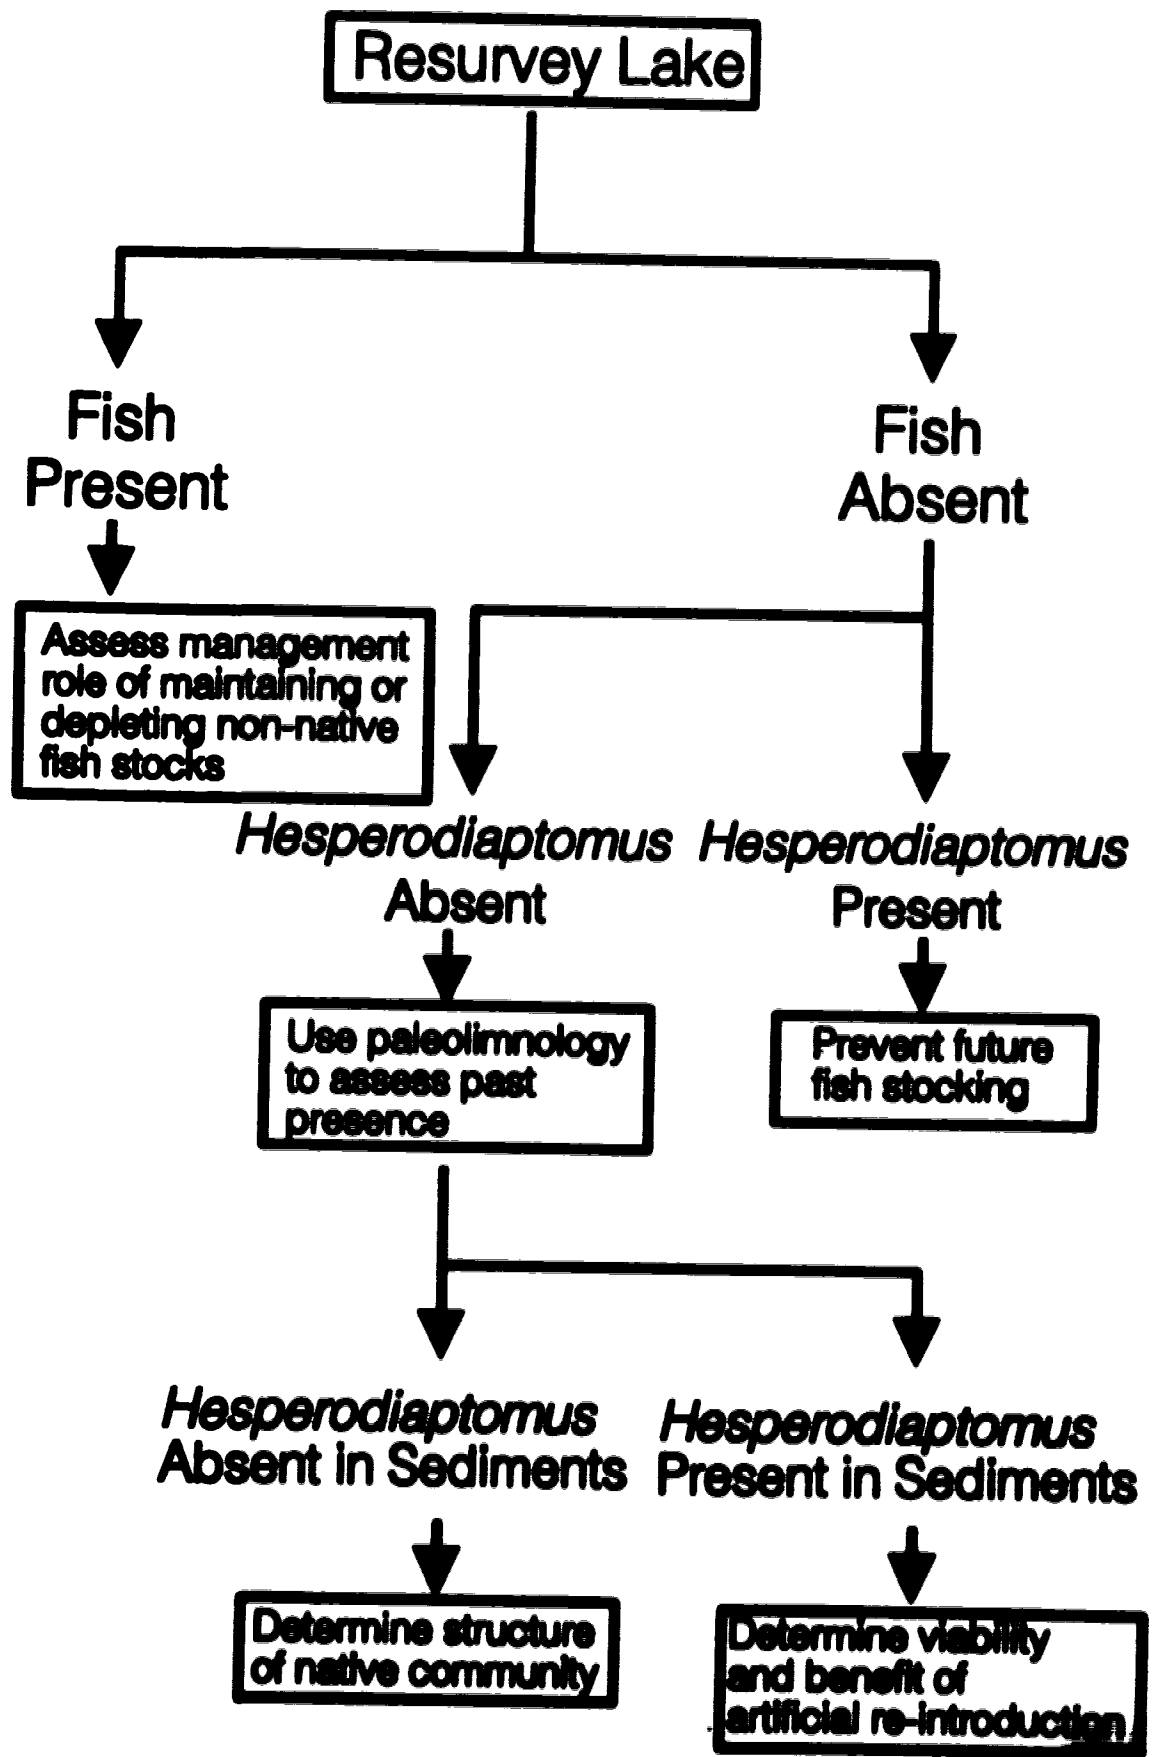 Resurvey Lake
Fish
Present
Fish
Absent
Assess management
role of maintaining or
depleting non-native
fish stocks
Hesperodiaptomus
Absent
Hesperodiaptomus
Present
Use paleolimnology
to assess past
presence
Prevent future
fish stocking
Hesperodiaptomus
Absent in Sediments
Hesperodiaptomus
Present in Sediments
Determine structure
of native community
Determine viability
and benefit of
artificial re-introduction